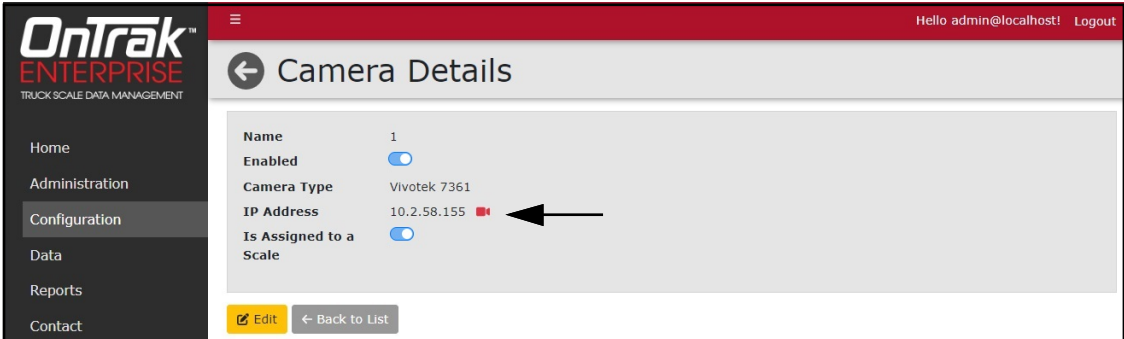 OnTrak™
ENTERPRISE
TRUCK SCALE DATA MANAGEMENT
Home
Administration
Configuration
Data
Reports
Contact
Hello admin@localhost! Logout
Camera Details
Name 1
Enabled
Camera Type Vivotek 7361
IP Address 10.2.58.155
Is Assigned to a
Scale
Edit ← Back to List